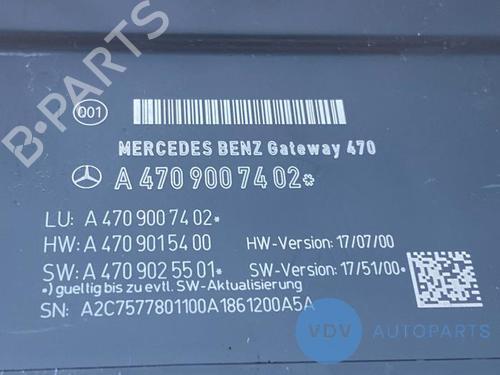 001
MERCEDES BENZ Gateway 470
A 470 900 74 02*
LU: A 470 900 74 02*
HW: A 470 901 54 00 HW-Version: 17/07/00
SW: A 470 902 55 01* SW-Version: 17/51/00*
*) gueltig bis zu evtl. SW-Aktualisierung
SN: A2C7577801100A1861200A5A
B-PARTS
VDV AUTOPARTS